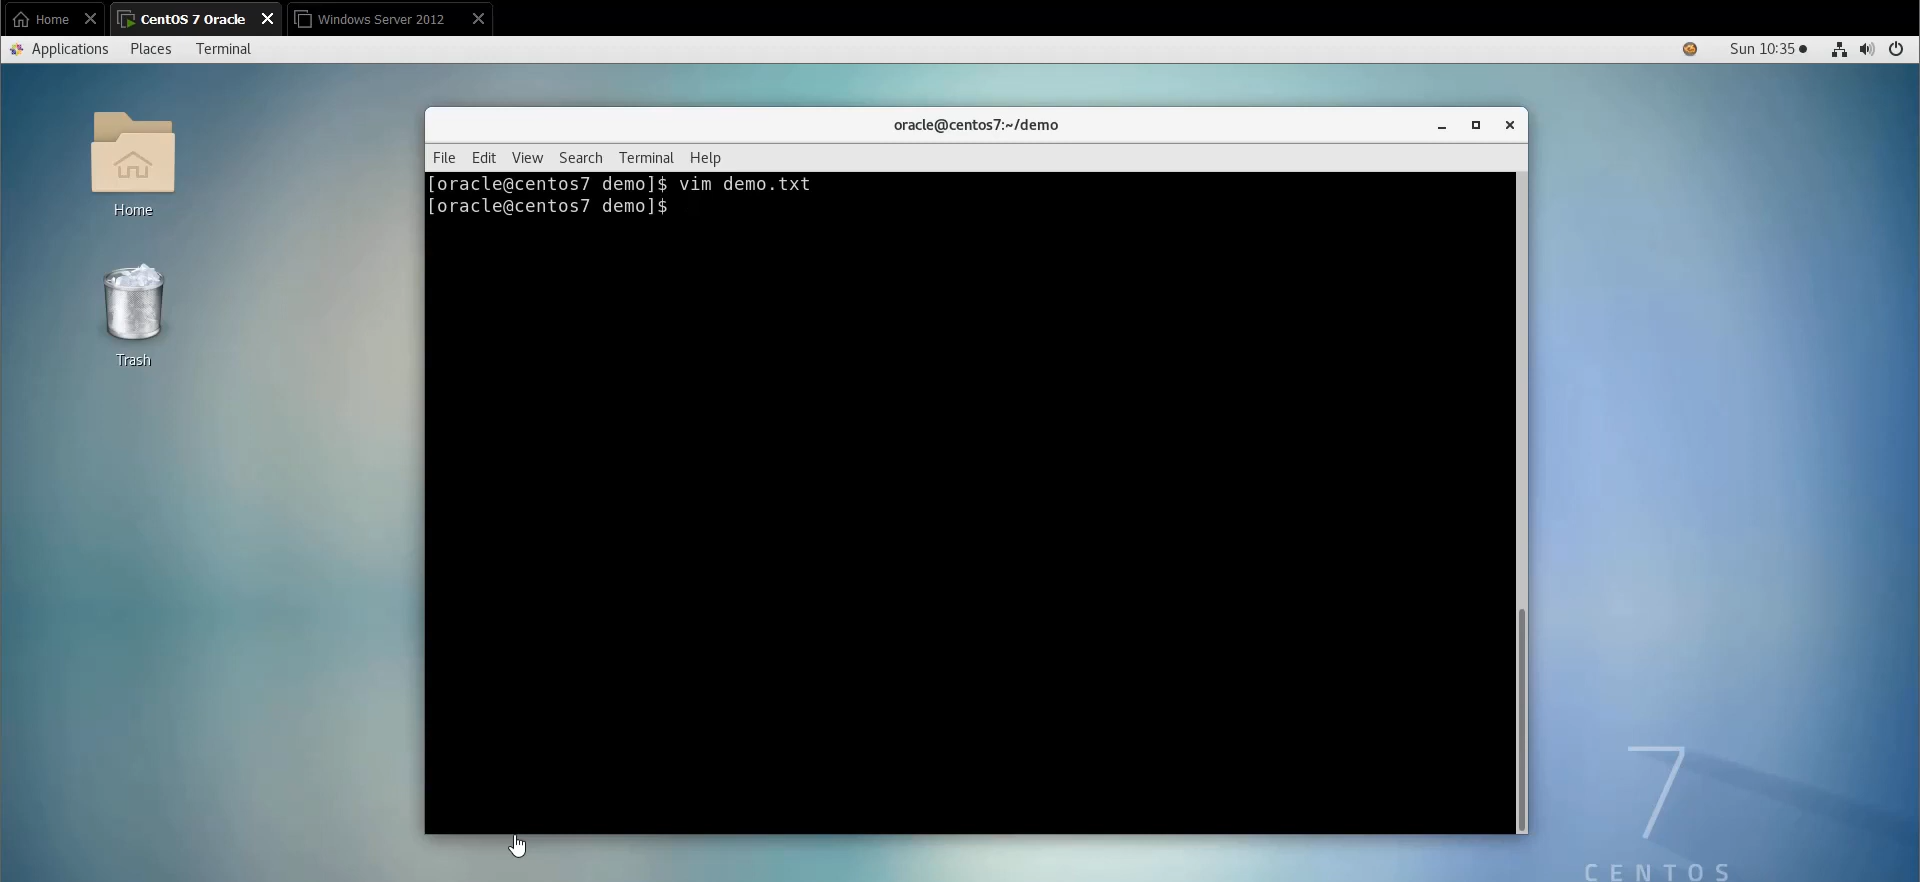 Home
CentOS 7 Oracle
Windows Server 2012
Applications Places Terminal
Sun 10:35
oracle@centos7:~/demo
File Edit View Search Terminal Help
[oracle@centos7 demo]$ vim demo.txt
[oracle@centos7 demo]$
Home
Trash
7
CENTOS